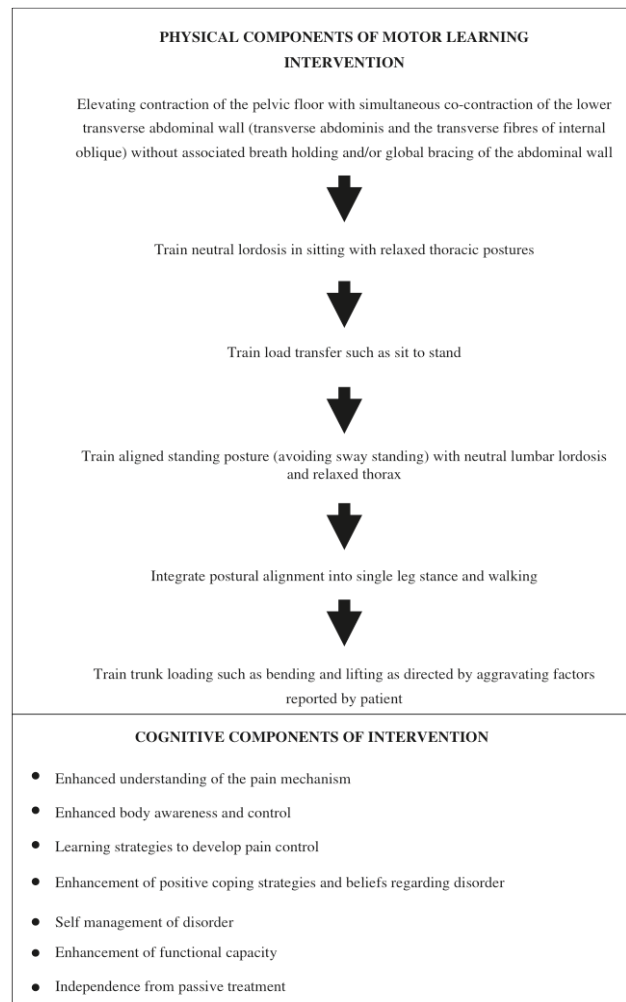 PHYSICAL COMPONENTS OF MOTOR LEARNING
INTERVENTION
Elevating contraction of the pelvic floor with simultaneous co-contraction of the lower
transverse abdominal wall (transverse abdominis and the transverse fibres of internal
oblique) without associated breath holding and/or global bracing of the abdominal wall
Train neutral lordosis in sitting with relaxed thoracic postures
Train load transfer such as sit to stand
Train aligned standing posture (avoiding sway standing) with neutral lumbar lordosis
and relaxed thorax
Integrate postural alignment into single leg stance and walking
Train trunk loading such as bending and lifting as directed by aggravating factors
reported by patient
COGNITIVE COMPONENTS OF INTERVENTION
● Enhanced understanding of the pain mechanism
● Enhanced body awareness and control
● Learning strategies to develop pain control
● Enhancement of positive coping strategies and beliefs regarding disorder
● Self management of disorder
● Enhancement of functional capacity
● Independence from passive treatment